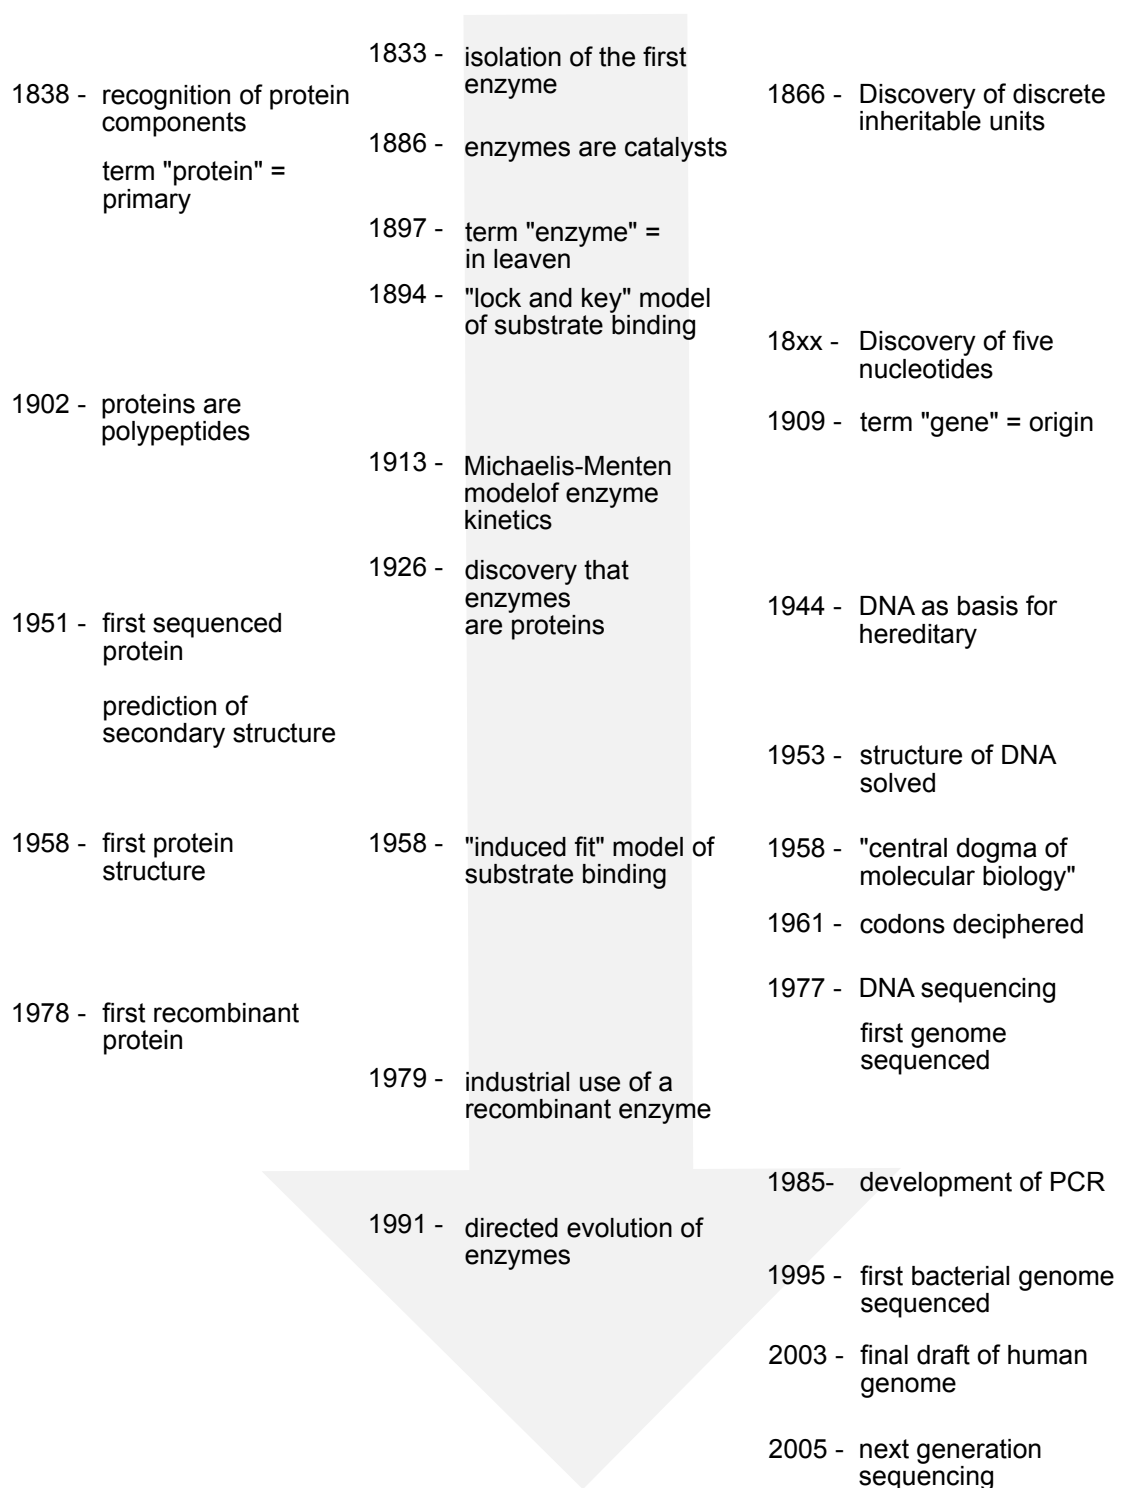 1838 - recognition of protein
components
term "protein" =
primary
1902 - proteins are
polypeptides
1951 - first sequenced
protein
prediction of
secondary structure
1958 - first protein
structure
1978 - first recombinant
protein
1833 - isolation of the first
enzyme
1886 - enzymes are catalysts
1897 - term "enzyme" =
in leaven
1894 - "lock and key" model
of substrate binding
1913 - Michaelis-Menten
modelof enzyme
kinetics
1926 - discovery that
enzymes
are proteins
1958 - "induced fit" model of
substrate binding
1979 - industrial use of a
recombinant enzyme
1991 - directed evolution of
enzymes
1866 - Discovery of discrete
inheritable units
18xx - Discovery of five
nucleotides
1909 - term "gene" = origin
1944 - DNA as basis for
hereditary
1953 - structure of DNA
solved
1958 - "central dogma of
molecular biology"
1961 - codons deciphered
1977 - DNA sequencing
first genome
sequenced
1985- development of PCR
1995 - first bacterial genome
sequenced
2003 - final draft of human
genome
2005 - next generation
sequencing